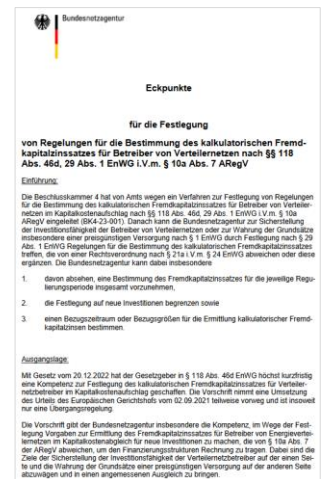 Bundesnetzagentur
Eckpunkte
für die Festlegung
von Regelungen für die Bestimmung des kalkulatorischen Fremd-
kapitalzinssatzes für Betreiber von Verteilernetzen nach §§ 118
Abs. 46d, 29 Abs. 1 EnWG i.V.m. § 10a Abs. 7 ARegV
Einführung:
Die Beschlusskammer 4 hat von Amts wegen ein Verfahren zur Festlegung von Regelungen
für die Bestimmung des kalkulatorischen Fremdkapitalzinssatzes für Betreiber von Verteiler-
netzen im Kapitalkostenaufschlag nach §§ 118 Abs. 46d, 29 Abs. 1 EnWG i.V.m. § 10a
ARegV eingeleitet (BK4-23-001). Danach kann die Bundesnetzagentur zur Sicherstellung
der Investitionsfähigkeit der Betreiber von Verteilernetzen oder zur Wahrung der Grundsätze
insbesondere einer preisgünstigen Versorgung nach § 1 EnWG durch Festlegung nach § 29
Abs. 1 EnWG Regelungen für die Bestimmung des kalkulatorischen Fremdkapitalzinssatzes
treffen, die von einer Rechtsverordnung nach § 21a i.V.m. § 24 EnWG abweichen oder diese
ergänzen. Die Bundesnetzagentur kann dabei insbesondere
1. davon absehen, eine Bestimmung des Fremdkapitalzinssatzes für die jeweilige Regu-
lierungsperiode insgesamt vorzunehmen,
2. die Festlegung auf neue Investitionen begrenzen sowie
3. einen Bezugszeitraum oder Bezugsgrößen für die Ermittlung kalkulatorischer Fremd-
kapitalzinsen bestimmen.
Ausgangslage:
Mit Gesetz vom 20.12.2022 hat der Gesetzgeber in § 118 Abs. 46d EnWG höchst kurzfristig
eine Kompetenz zur Festlegung des kalkulatorischen Fremdkapitalzinssatzes für Verteiler-
netzbetreiber im Kapitalkostenaufschlag geschaffen. Die Vorschrift nimmt eine Umsetzung
des Urteils des Europäischen Gerichtshofs vom 02.09.2021 teilweise vorweg und ist insoweit
nur eine Übergangsregelung.
Die Vorschrift gibt der Bundesnetzagentur insbesondere die Kompetenz, im Wege der Fest-
legung Vorgaben zur Ermittlung des Fremdkapitalzinssatzes für Betreiber von Energievertei-
lernetzen im Kapitalkostenabgleich für neue Investitionen zu machen, die von § 10a Abs. 7
der ARegV abweichen, um den Finanzierungsstrukturen Rechnung zu tragen. Dabei sind die
Ziele der Sicherstellung der Investitionsfähigkeit der Verteilernetzbetreiber auf der einen Sei-
te und die Wahrung der Grundsätze einer preisgünstigen Versorgung auf der anderen Seite
abzuwägen und in einen angemessenen Ausgleich zu bringen.